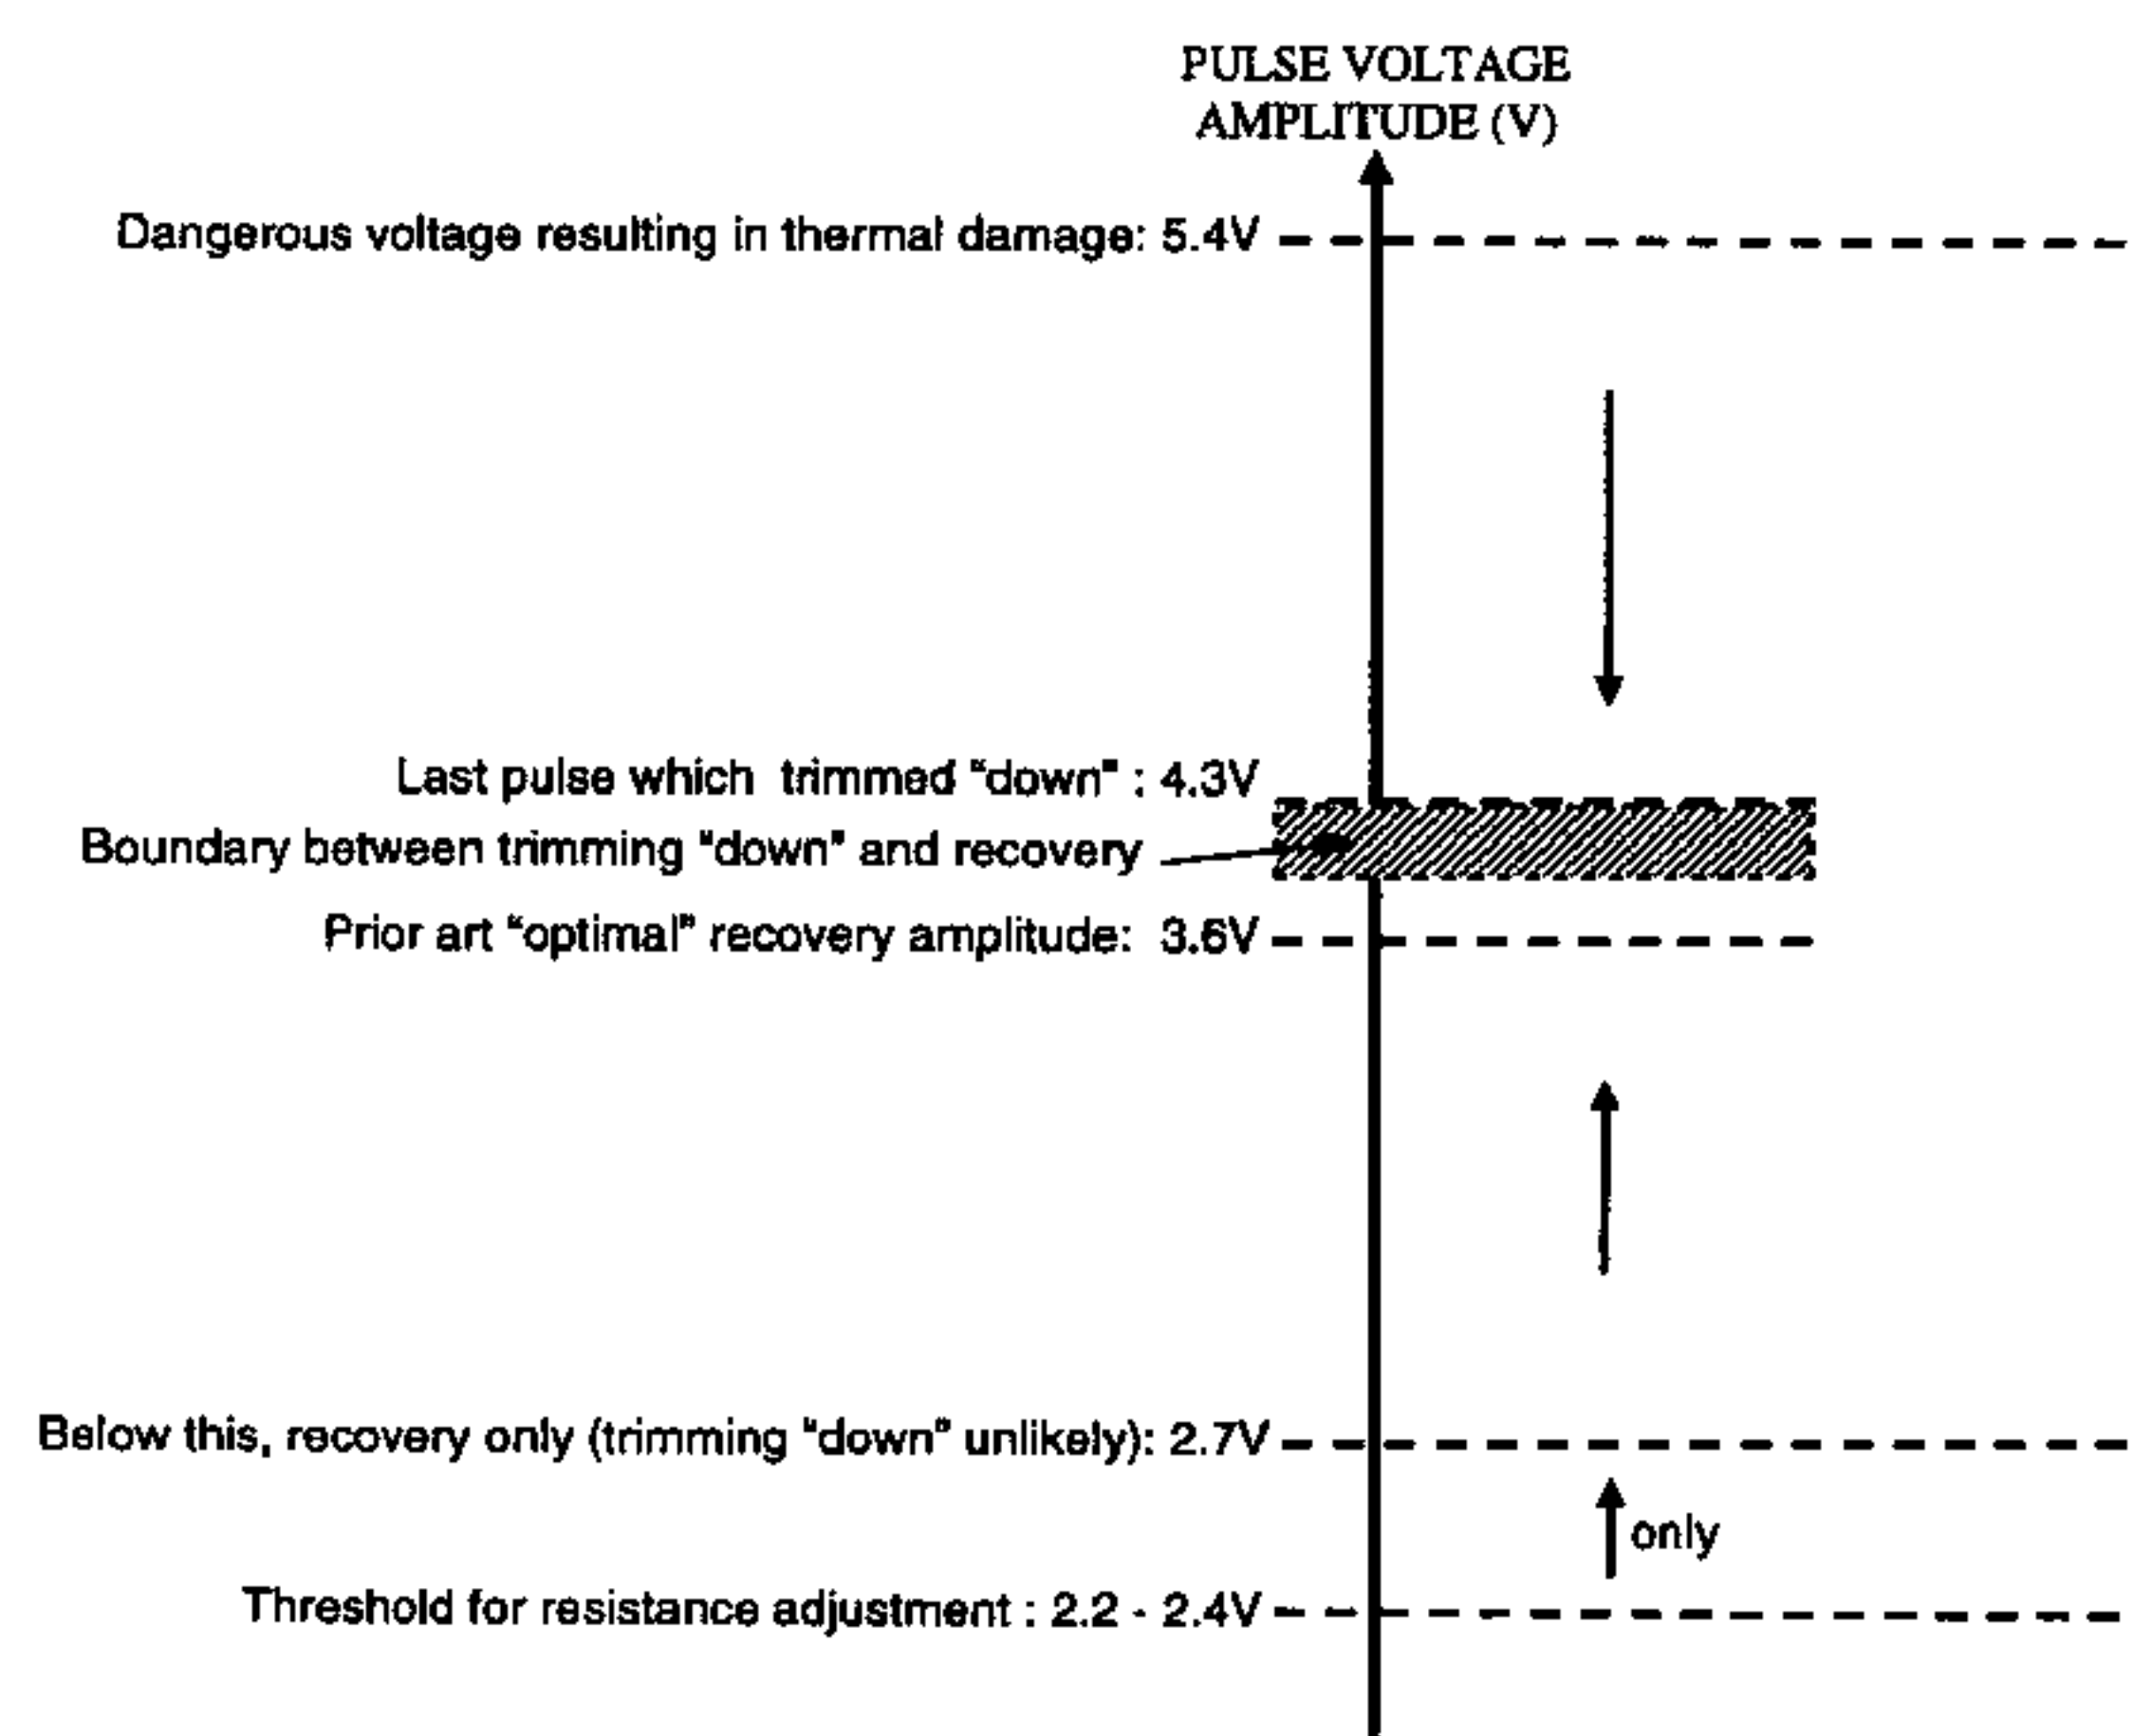 PULSE VOLTAGE
AMPLITUDE (V)
Dangerous voltage resulting in thermal damage: 5.4V
Last pulse which trimmed "down" : 4.3V
Boundary between trimming "down" and recovery
Prior art "optimal" recovery amplitude: 3.6V
Below this, recovery only (trimming "down" unlikely): 2.7V
only
Threshold for resistance adjustment : 2.2 - 2.4V